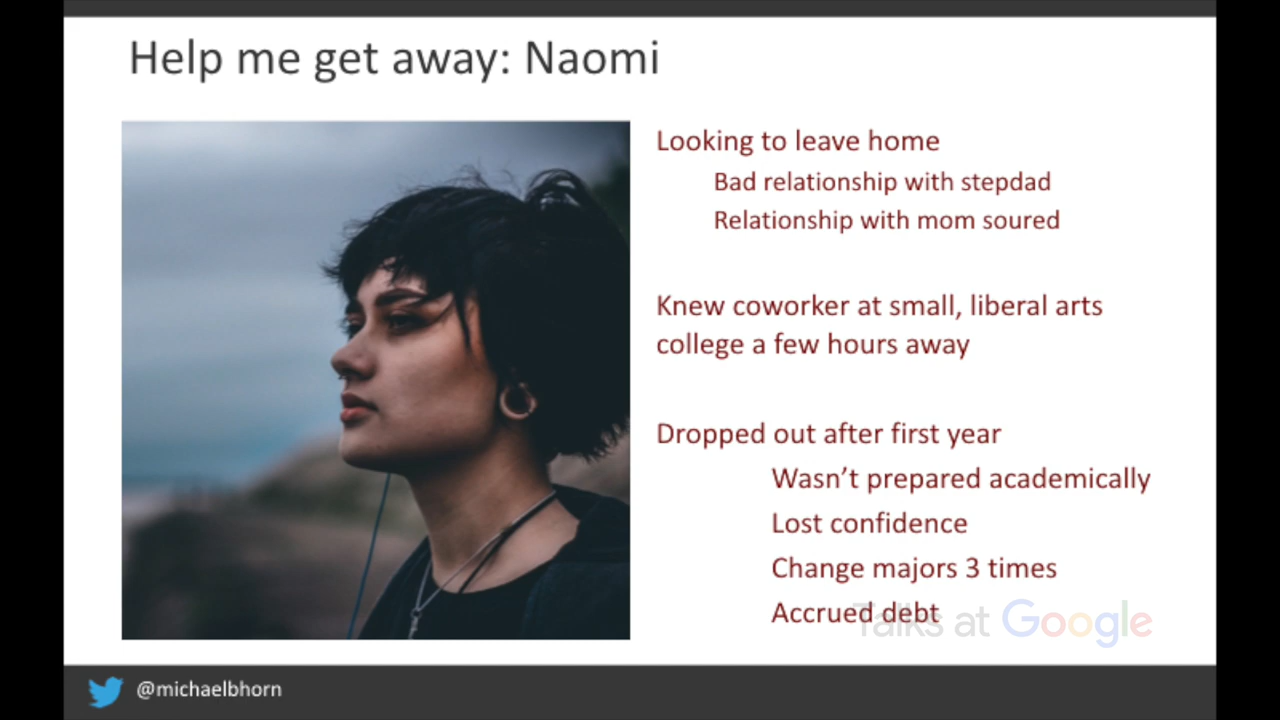 Help me get away: Naomi
Looking to leave home
Bad relationship with stepdad
Relationship with mom soured
Knew coworker at small, liberal arts
college a few hours away
Dropped out after first year
Wasn't prepared academically
Lost confidence
Change majors 3 times
Accrued debt
Talks at Google
@michaelbhorn